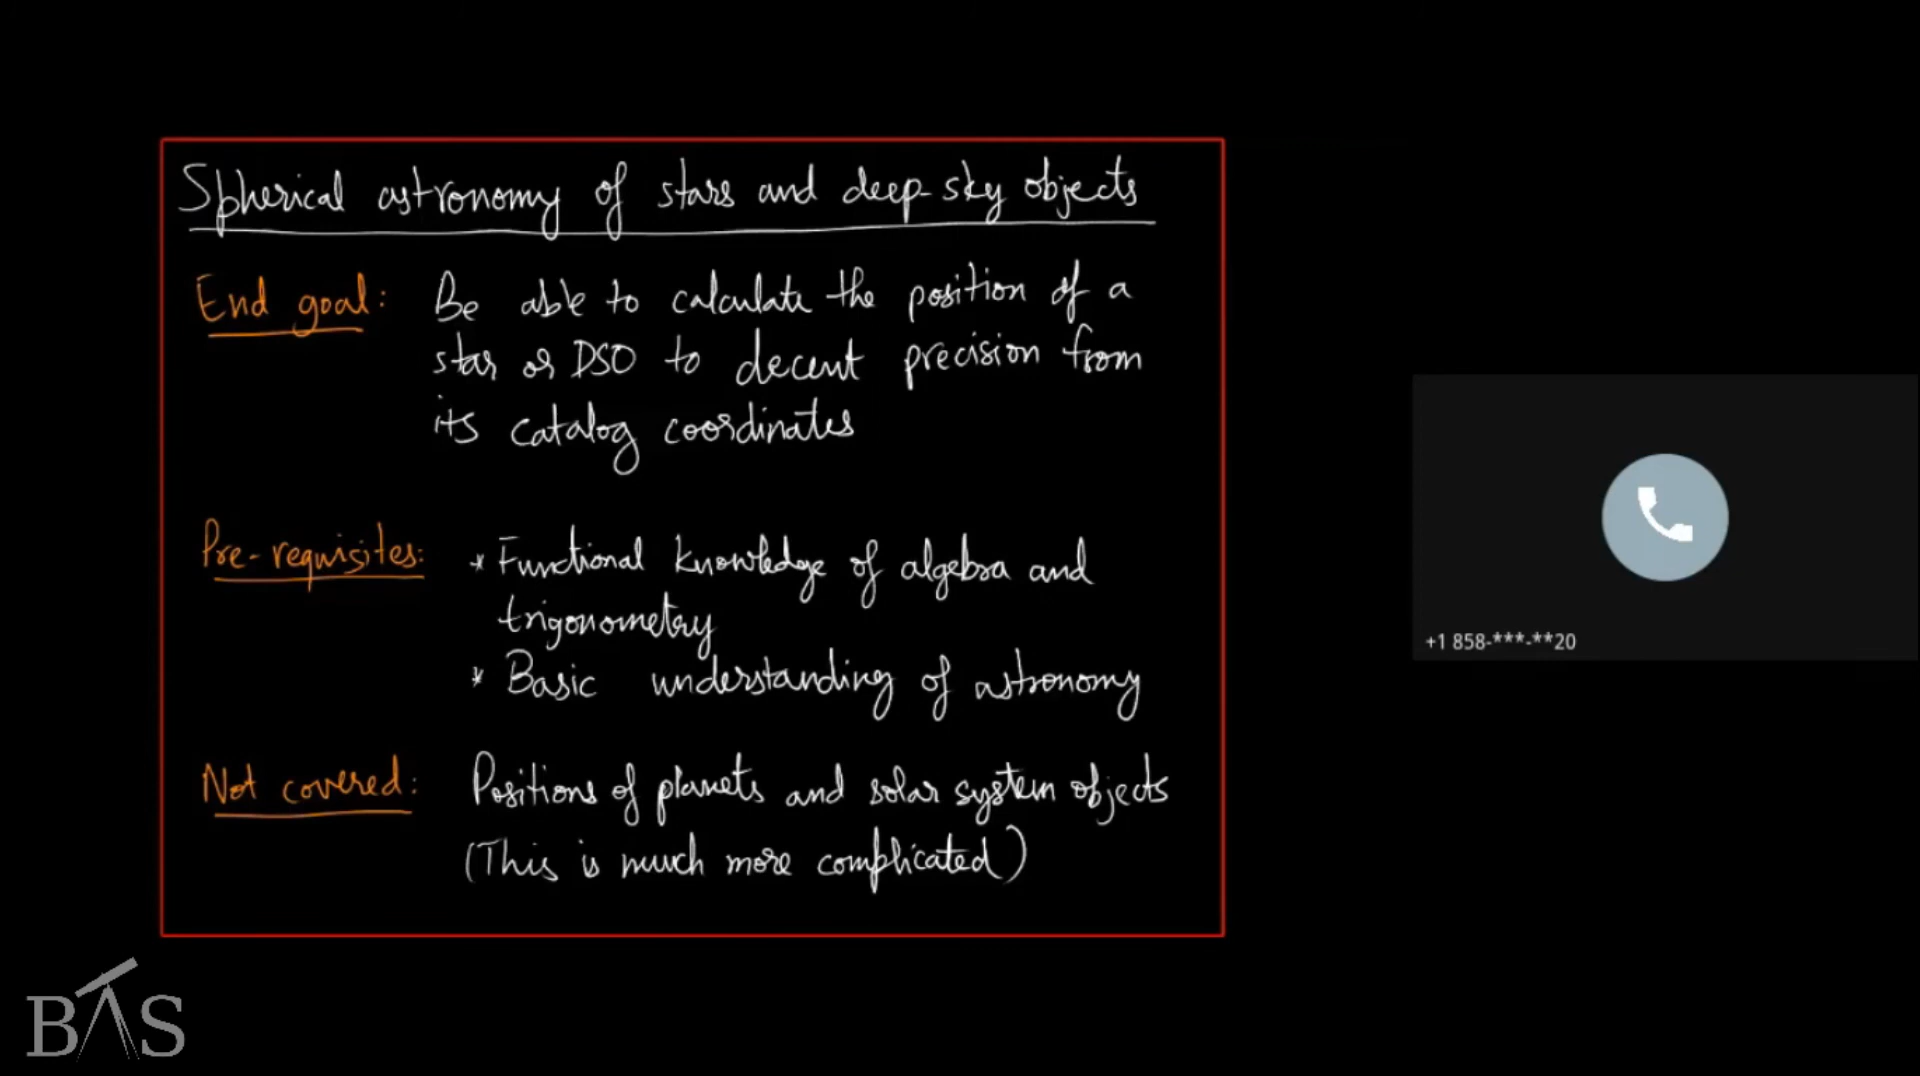 Spherical astronomy of stars and deep-sky objects
End goal: Be able to calculate the position of a
star or DSO to decent precision from
its catalog coordinates
Pre-requisites: * Functional knowledge of algebra and
trigonometry
* Basic understanding of astronomy
Not covered: Positions of planets and solar system objects
(This is much more complicated)
+1 858-***-**20
BAS